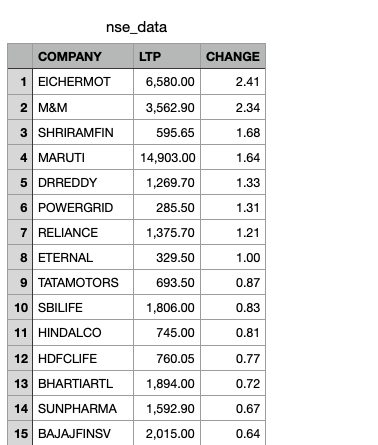 nse_data
COMPANY LTP CHANGE
1 EICHERMOT 6,580.00 2.41
2 M&M 3,562.90 2.34
3 SHRIRAMFIN 595.65 1.68
4 MARUTI 14,903.00 1.64
5 DRREDDY 1,269.70 1.33
6 POWERGRID 285.50 1.31
7 RELIANCE 1,375.70 1.21
8 ETERNAL 329.50 1.00
9 TATAMOTORS 693.50 0.87
10 SBILIFE 1,806.00 0.83
11 HINDALCO 745.00 0.81
12 HDFCLIFE 760.05 0.77
13 BHARTIARTL 1,894.00 0.72
14 SUNPHARMA 1,592.90 0.67
15 BAJAJFINSV 2,015.00 0.64